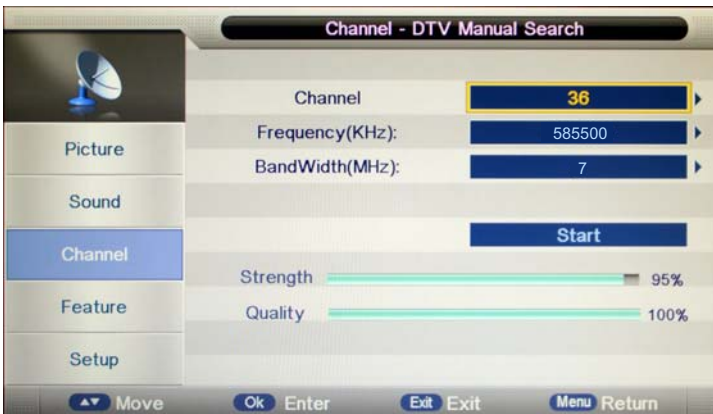 Channel - DTV Manual Search
Channel 36
Frequency(KHz): 585500
Picture
BandWidth(MHz): 7
Sound
Start
Channel
Strength 95%
Feature
Quality 100%
Setup
Move Ok Enter Exit Exit Menu Return